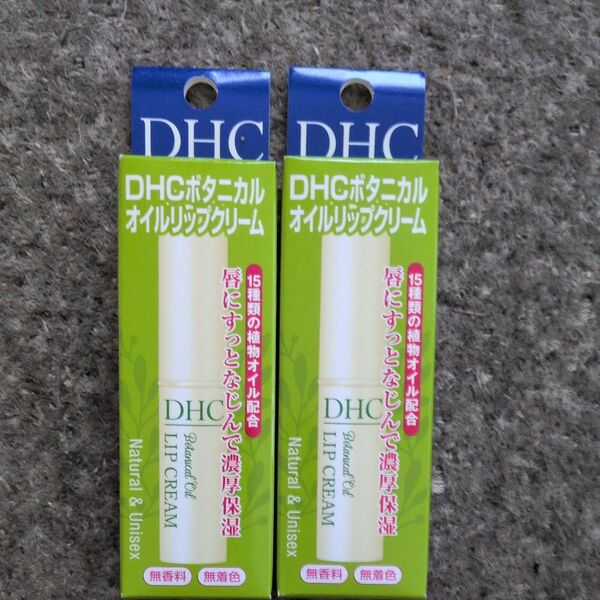 DHC
DHCボタニカル
オイルリップクリーム
15種類の植物オイル配合
唇にすっとなじんで濃厚保湿
DHC
Botanical Oil
LIP CREAM
Natural & Unisex
無香料
無着色
DHC
DHCボタニカル
オイルリップクリーム
15種類の植物オイル配合
唇にすっとなじんで濃厚保湿
DHC
Botanical Oil
LIP CREAM
Natural & Unisex
無香料
無着色